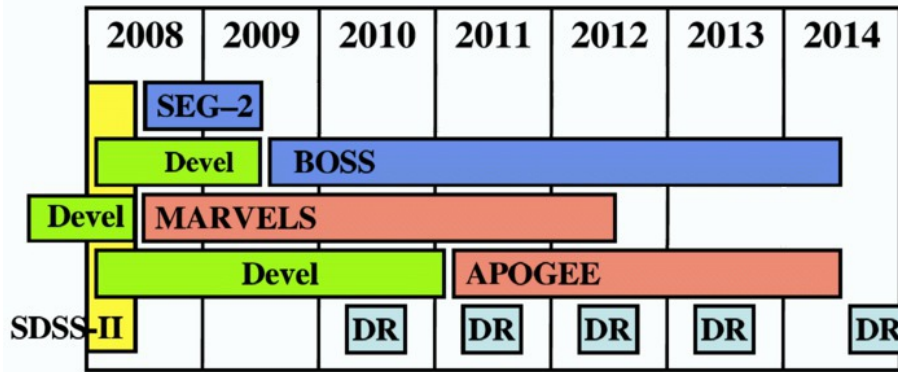 2008 2009 2010 2011 2012 2013 2014
SEG–2
Devel BOSS
Devel MARVELS
Devel APOGEE
SDSS-II DR DR DR DR DR